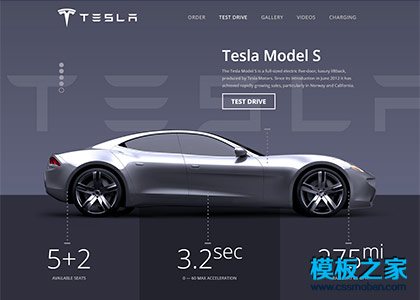 TESLA
ORDER TEST DRIVE GALLERY VIDEOS CHARGING
Tesla Model S
The Tesla Model S is a full-sized electric five-door, luxury liftback,
produced by Tesla Motors. Since its introduction in June 2012 it has
achieved rapidly growing sales, particularly in Norway and California.
TEST DRIVE
TESLA
5+2
AVAILABLE SEATS
3.2sec
0 — 60 MAX ACCELERATION
275mi
模板之家
www.cssmoban.com